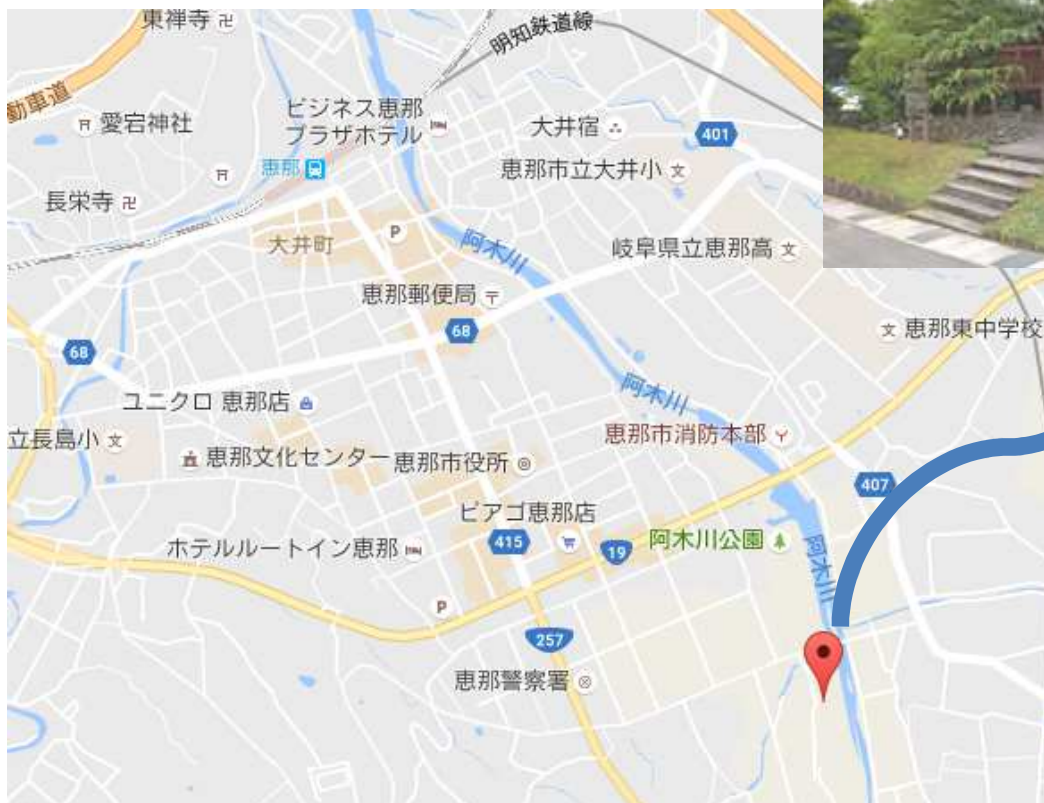 東禅寺
明知鉄道線
動車道
愛宕神社
ビジネス恵那
プラザホテル
大井宿
401
恵那
恵那市立大井小
長栄寺
大井町
P
阿木川
岐阜県立恵那高
恵那郵便局
68
恵那東中学校
68
阿木川
ユニクロ 恵那店
恵那市消防本部
立長島小
恵那文化センター
恵那市役所
407
ピアゴ恵那店
415
19
阿木川公園
阿木川
ホテルルートイン恵那
P
257
恵那警察署